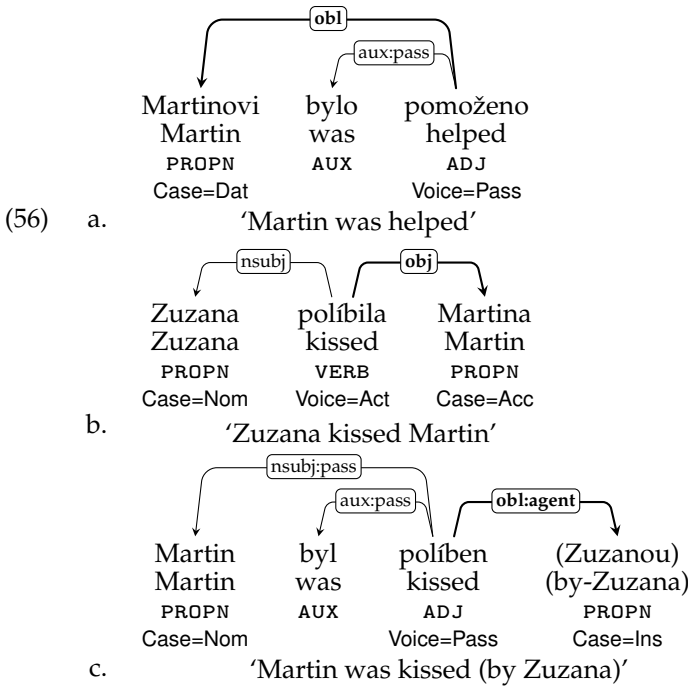 obl
aux:pass
Martinovi bylo pomoženo
Martin was helped
PROPN AUX ADJ
Case=Dat Voice=Pass
(56) a. ‘Martin was helped’
nsubj obj
Zuzana políbila Martina
Zuzana kissed Martin
PROPN VERB PROPN
Case=Nom Voice=Act Case=Acc
b. ‘Zuzana kissed Martin’
nsubj:pass
aux:pass obl:agent
Martin byl políben (Zuzanou)
Martin was kissed (by-Zuzana)
PROPN AUX ADJ PROPN
Case=Nom Voice=Pass Case=Ins
c. ‘Martin was kissed (by Zuzana)’